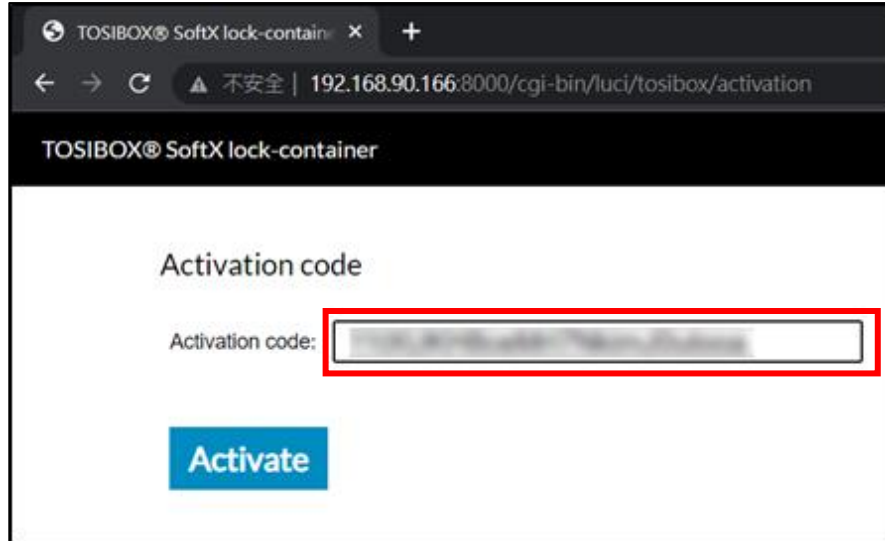 TOSIBOX® SoftX lock-contain
不安全 | 192.168.90.166:8000/cgi-bin/luci/tosibox/activation
TOSIBOX® SoftX lock-container
Activation code
Activation code:
Activate